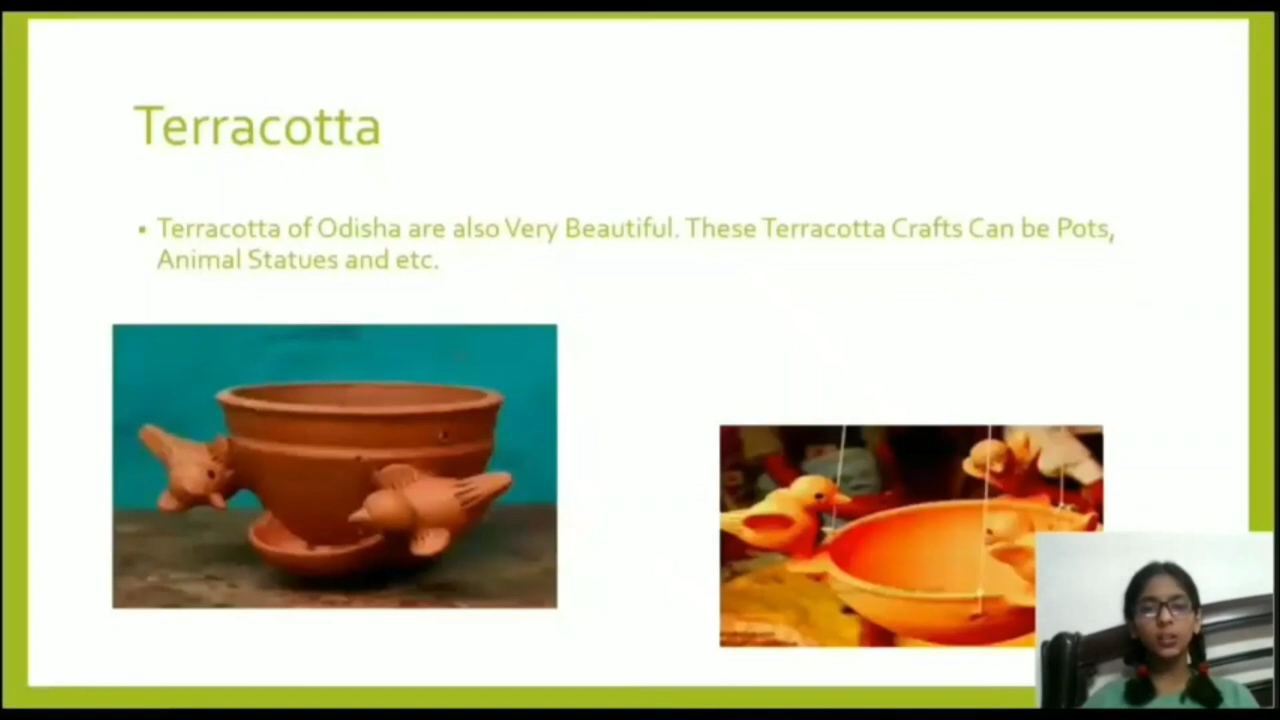 Terracotta
• Terracotta of Odisha are also Very Beautiful. These Terracotta Crafts Can be Pots,
Animal Statues and etc.